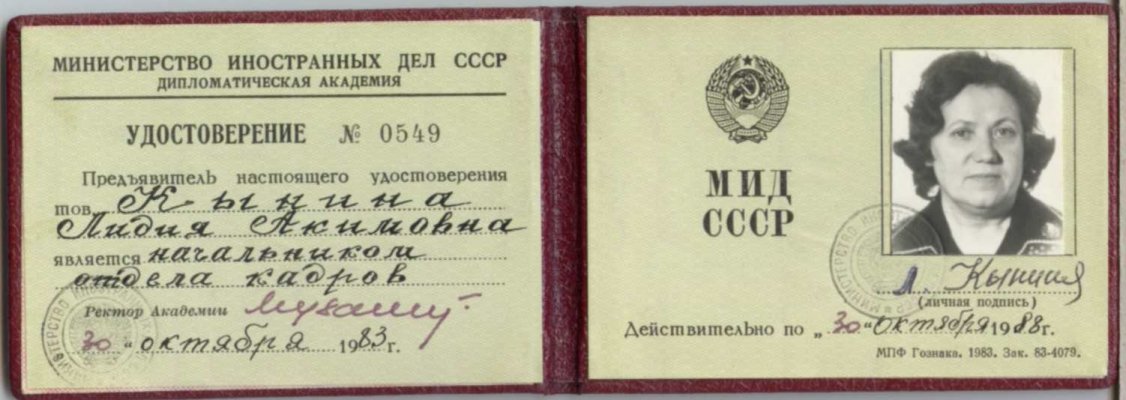 МИНИСТЕРСТВО ИНОСТРАННЫХ ДЕЛ СССР
ДИПЛОМАТИЧЕСКАЯ АКАДЕМИЯ
УДОСТОВЕРЕНИЕ № 0549
Предъявитель настоящего удостоверения
тов. Кынина
Лидия Акимовна
является начальником
отдела кадров
Ректор Академии
"30" октября 1983 г.
МИД
СССР
Л. Кынина
(личная подпись)
Действительно по „30" октября 1988 г.
МПФ Гознака. 1983. Зак. 83-4079.